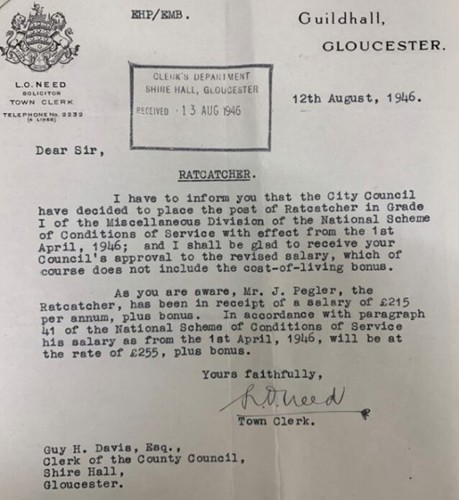 EHP/EMB.
Guildhall,
GLOUCESTER.
L.O.NEED
SOLICITOR
TOWN CLERK
TELEPHONE No. 2232
(4 LINES)
CLERK'S DEPARTMENT
SHIRE HALL, GLOUCESTER
RECEIVED · 13 AUG 1946
12th August, 1946.
Dear Sir,
RATCATCHER.
I have to inform you that the City Council
have decided to place the post of Ratcatcher in Grade
I of the Miscellaneous Division of the National Scheme
of Conditions of Service with effect from the 1st
April, 1946; and I shall be glad to receive your
Council's approval to the revised salary, which of
course does not include the cost-of-living bonus.
As you are aware, Mr. J. Pegler, the
Ratcatcher, has been in receipt of a salary of £215
per annum, plus bonus. In accordance with paragraph
41 of the National Scheme of Conditions of Service
his salary as from the 1st April, 1946, will be at
the rate of £255, plus bonus.
Yours faithfully,
L.O.Need
Town Clerk.
Guy H. Davis, Esq.,
Clerk of the County Council,
Shire Hall,
Gloucester.